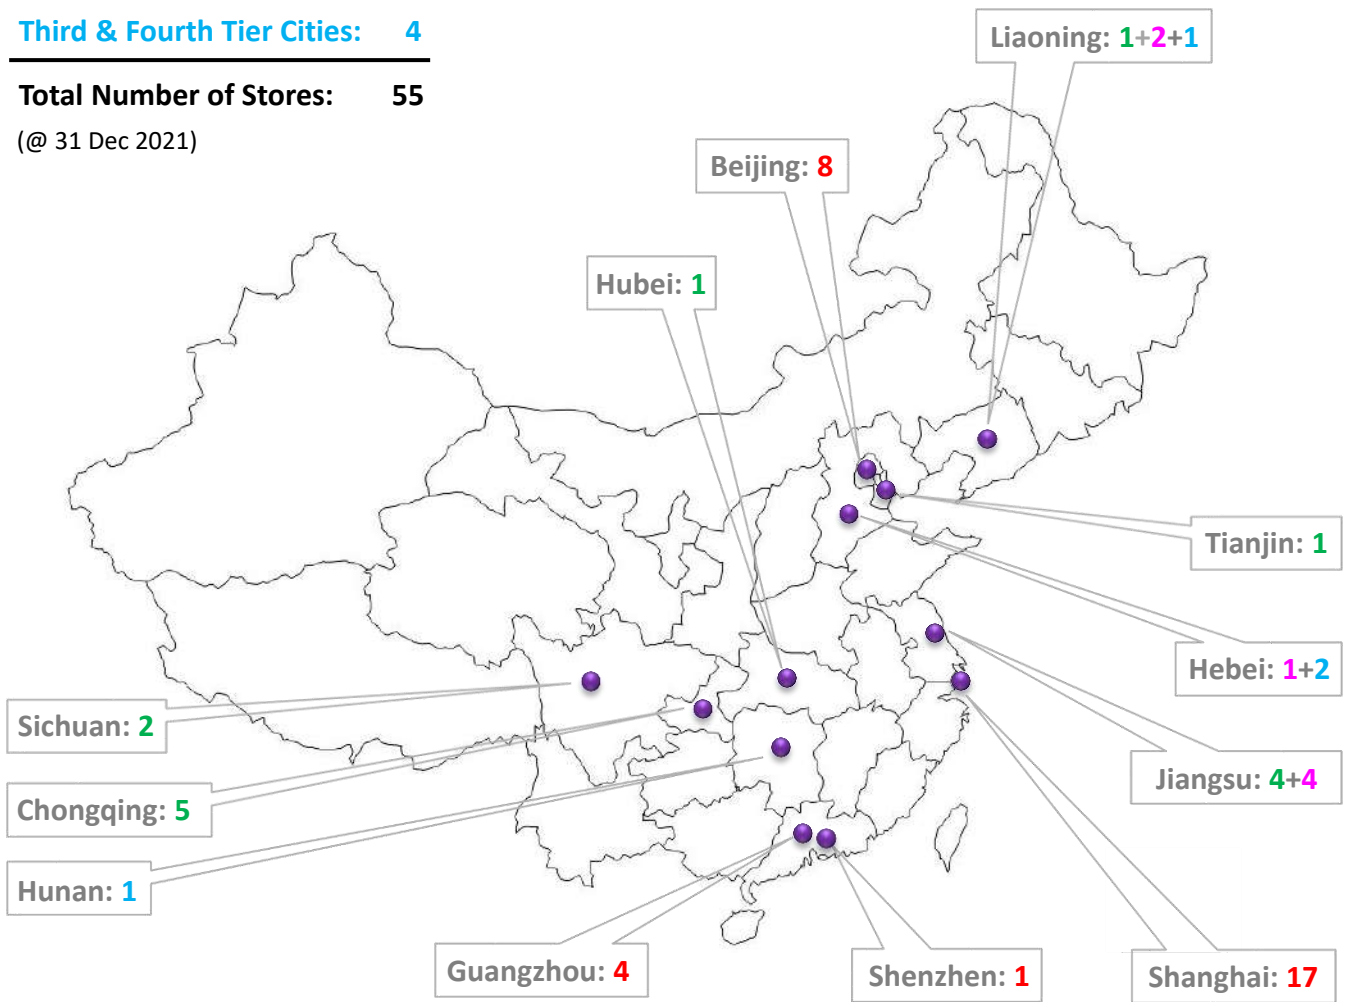 Third & Fourth Tier Cities: 4
Total Number of Stores: 55
(@ 31 Dec 2021)
Liaoning: 1+2+1
Beijing: 8
Hubei: 1
Tianjin: 1
Hebei: 1+2
Sichuan: 2
Jiangsu: 4+4
Chongqing: 5
Hunan: 1
Guangzhou: 4
Shenzhen: 1
Shanghai: 17